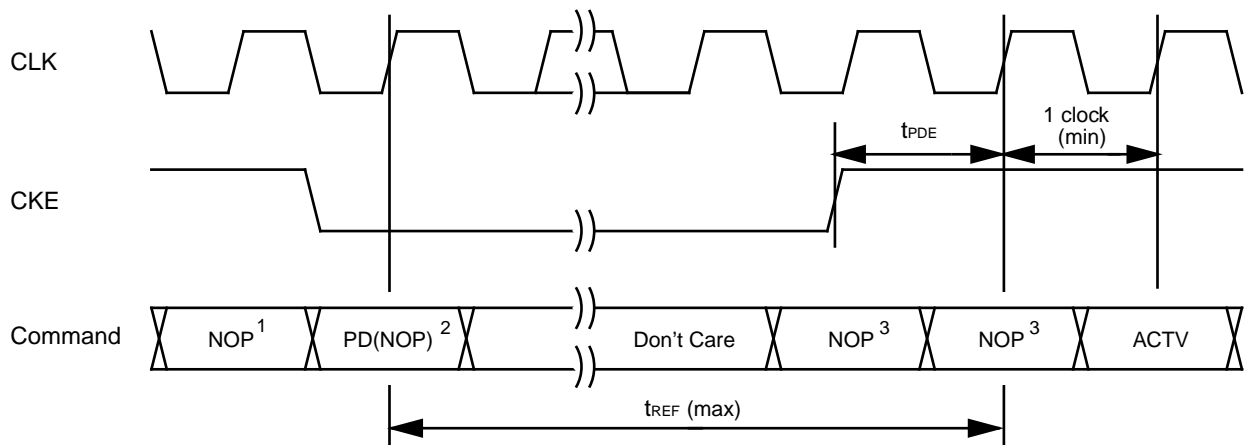 CLK
tPDE
1 clock
(min)
CKE
Command
NOP 1
PD(NOP) 2
Don't Care
NOP 3
NOP 3
ACTV
tREF (max)